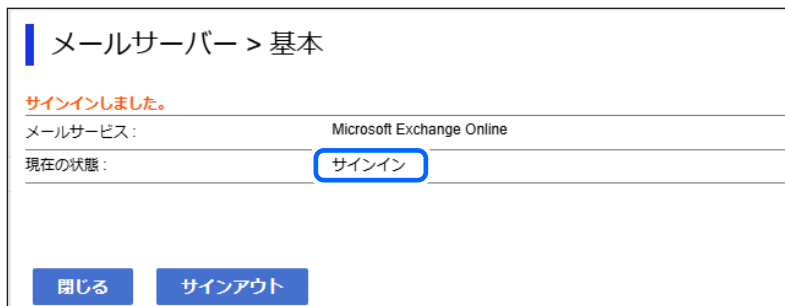 メールサーバー > 基本
サインインしました。
メールサービス : Microsoft Exchange Online
現在の状態 : サインイン
閉じる サインアウト